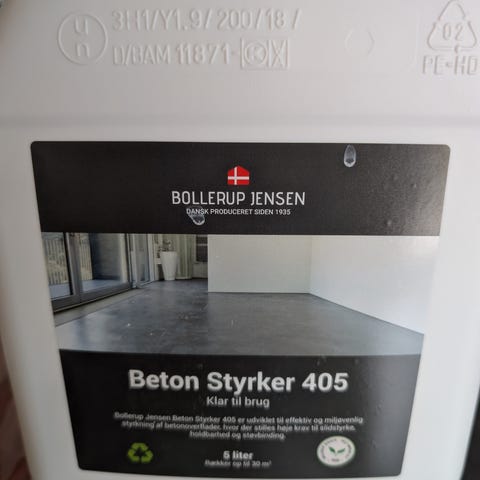 3H1/Y1.9/200/18/
D/BAM 11871-
02
PE-HD
BOLLERUP JENSEN
DANSK PRODUCERET SIDEN 1935
Beton Styrker 405
Klar til brug
Bollerup Jensen Beton Styrker 405 er udviklet til effektiv og miljøvenlig
styrkning af betonoverflader, hvor der stilles høje krav til slidstyrke,
holdbarhed og støvbinding.
5 liter
Rækker op til 30 m²